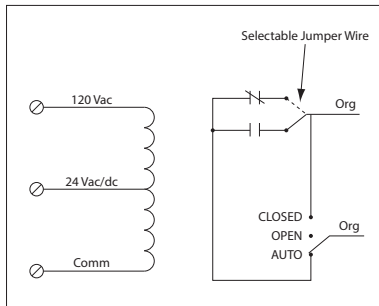 Selectable Jumper Wire
120 Vac
Org
24 Vac/dc
CLOSED
OPEN
Org
AUTO
Comm